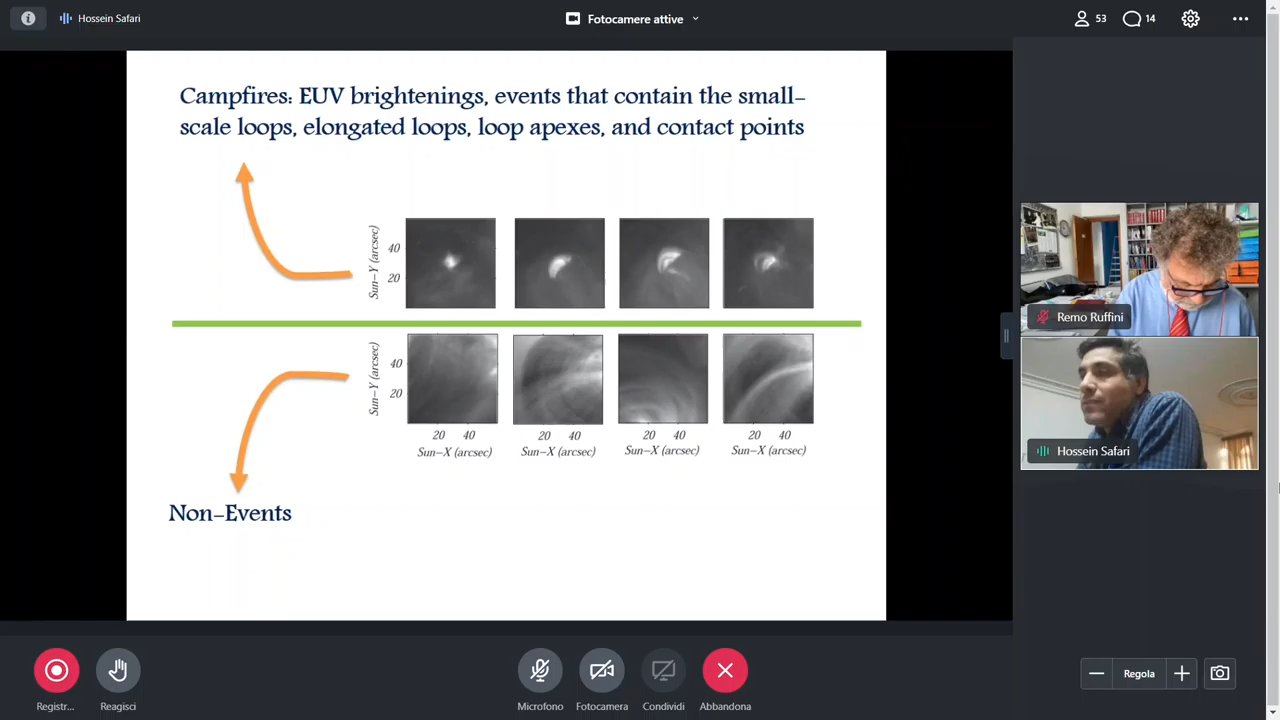 Hossein Safari
Fotocamere attive
53
14
Campfires: EUV brightenings, events that contain the small-
scale loops, elongated loops, loop apexes, and contact points
Sun-Y (arcsec)
40
20
Sun-Y (arcsec)
40
20
20 40 20 40 20 40 20 40
Sun-X (arcsec) Sun-X (arcsec) Sun-X (arcsec) Sun-X (arcsec)
Non-Events
Remo Ruffini
Hossein Safari
Registr... Reagisci Microfono Fotocamera Condividi Abbandona
Regola